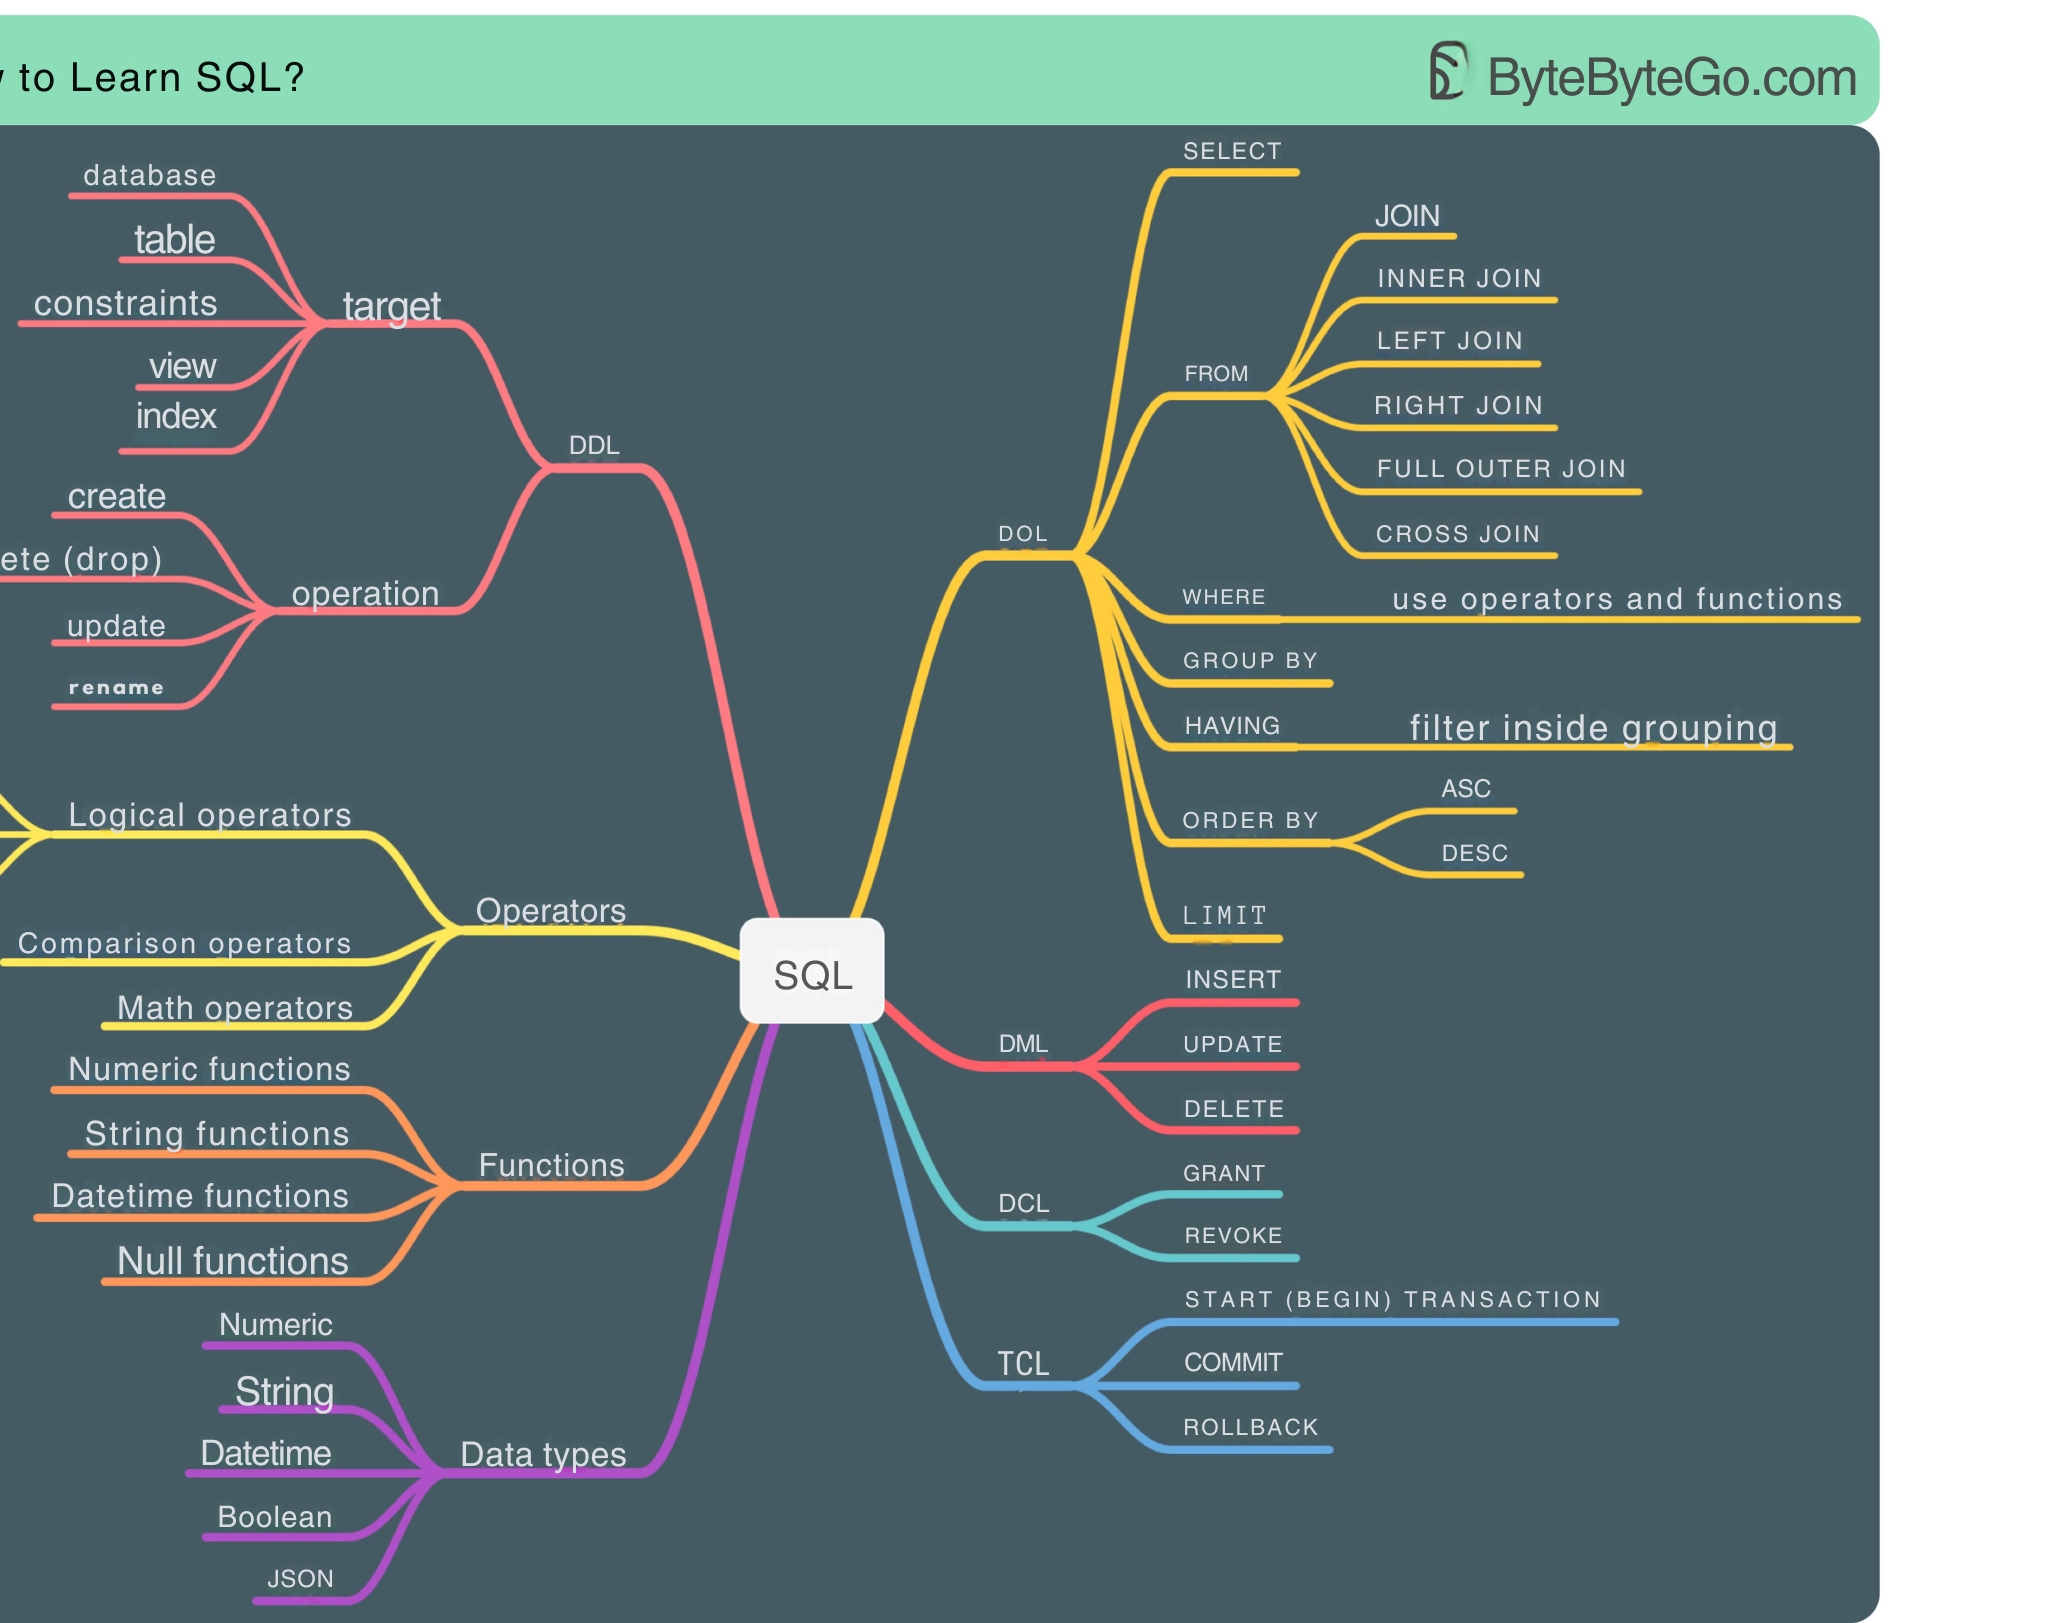 to Learn SQL?
ByteByteGo.com
database
table
constraints
view
index
target
create
ete (drop)
update
rename
operation
DDL
Logical operators
Comparison operators
Math operators
Operators
Numeric functions
String functions
Datetime functions
Null functions
Functions
Numeric
String
Datetime
Boolean
JSON
Data types
SQL
DOL
SELECT
FROM
JOIN
INNER JOIN
LEFT JOIN
RIGHT JOIN
FULL OUTER JOIN
CROSS JOIN
WHERE
use operators and functions
GROUP BY
HAVING
filter inside grouping
ORDER BY
ASC
DESC
LIMIT
DML
INSERT
UPDATE
DELETE
DCL
GRANT
REVOKE
TCL
START (BEGIN) TRANSACTION
COMMIT
ROLLBACK